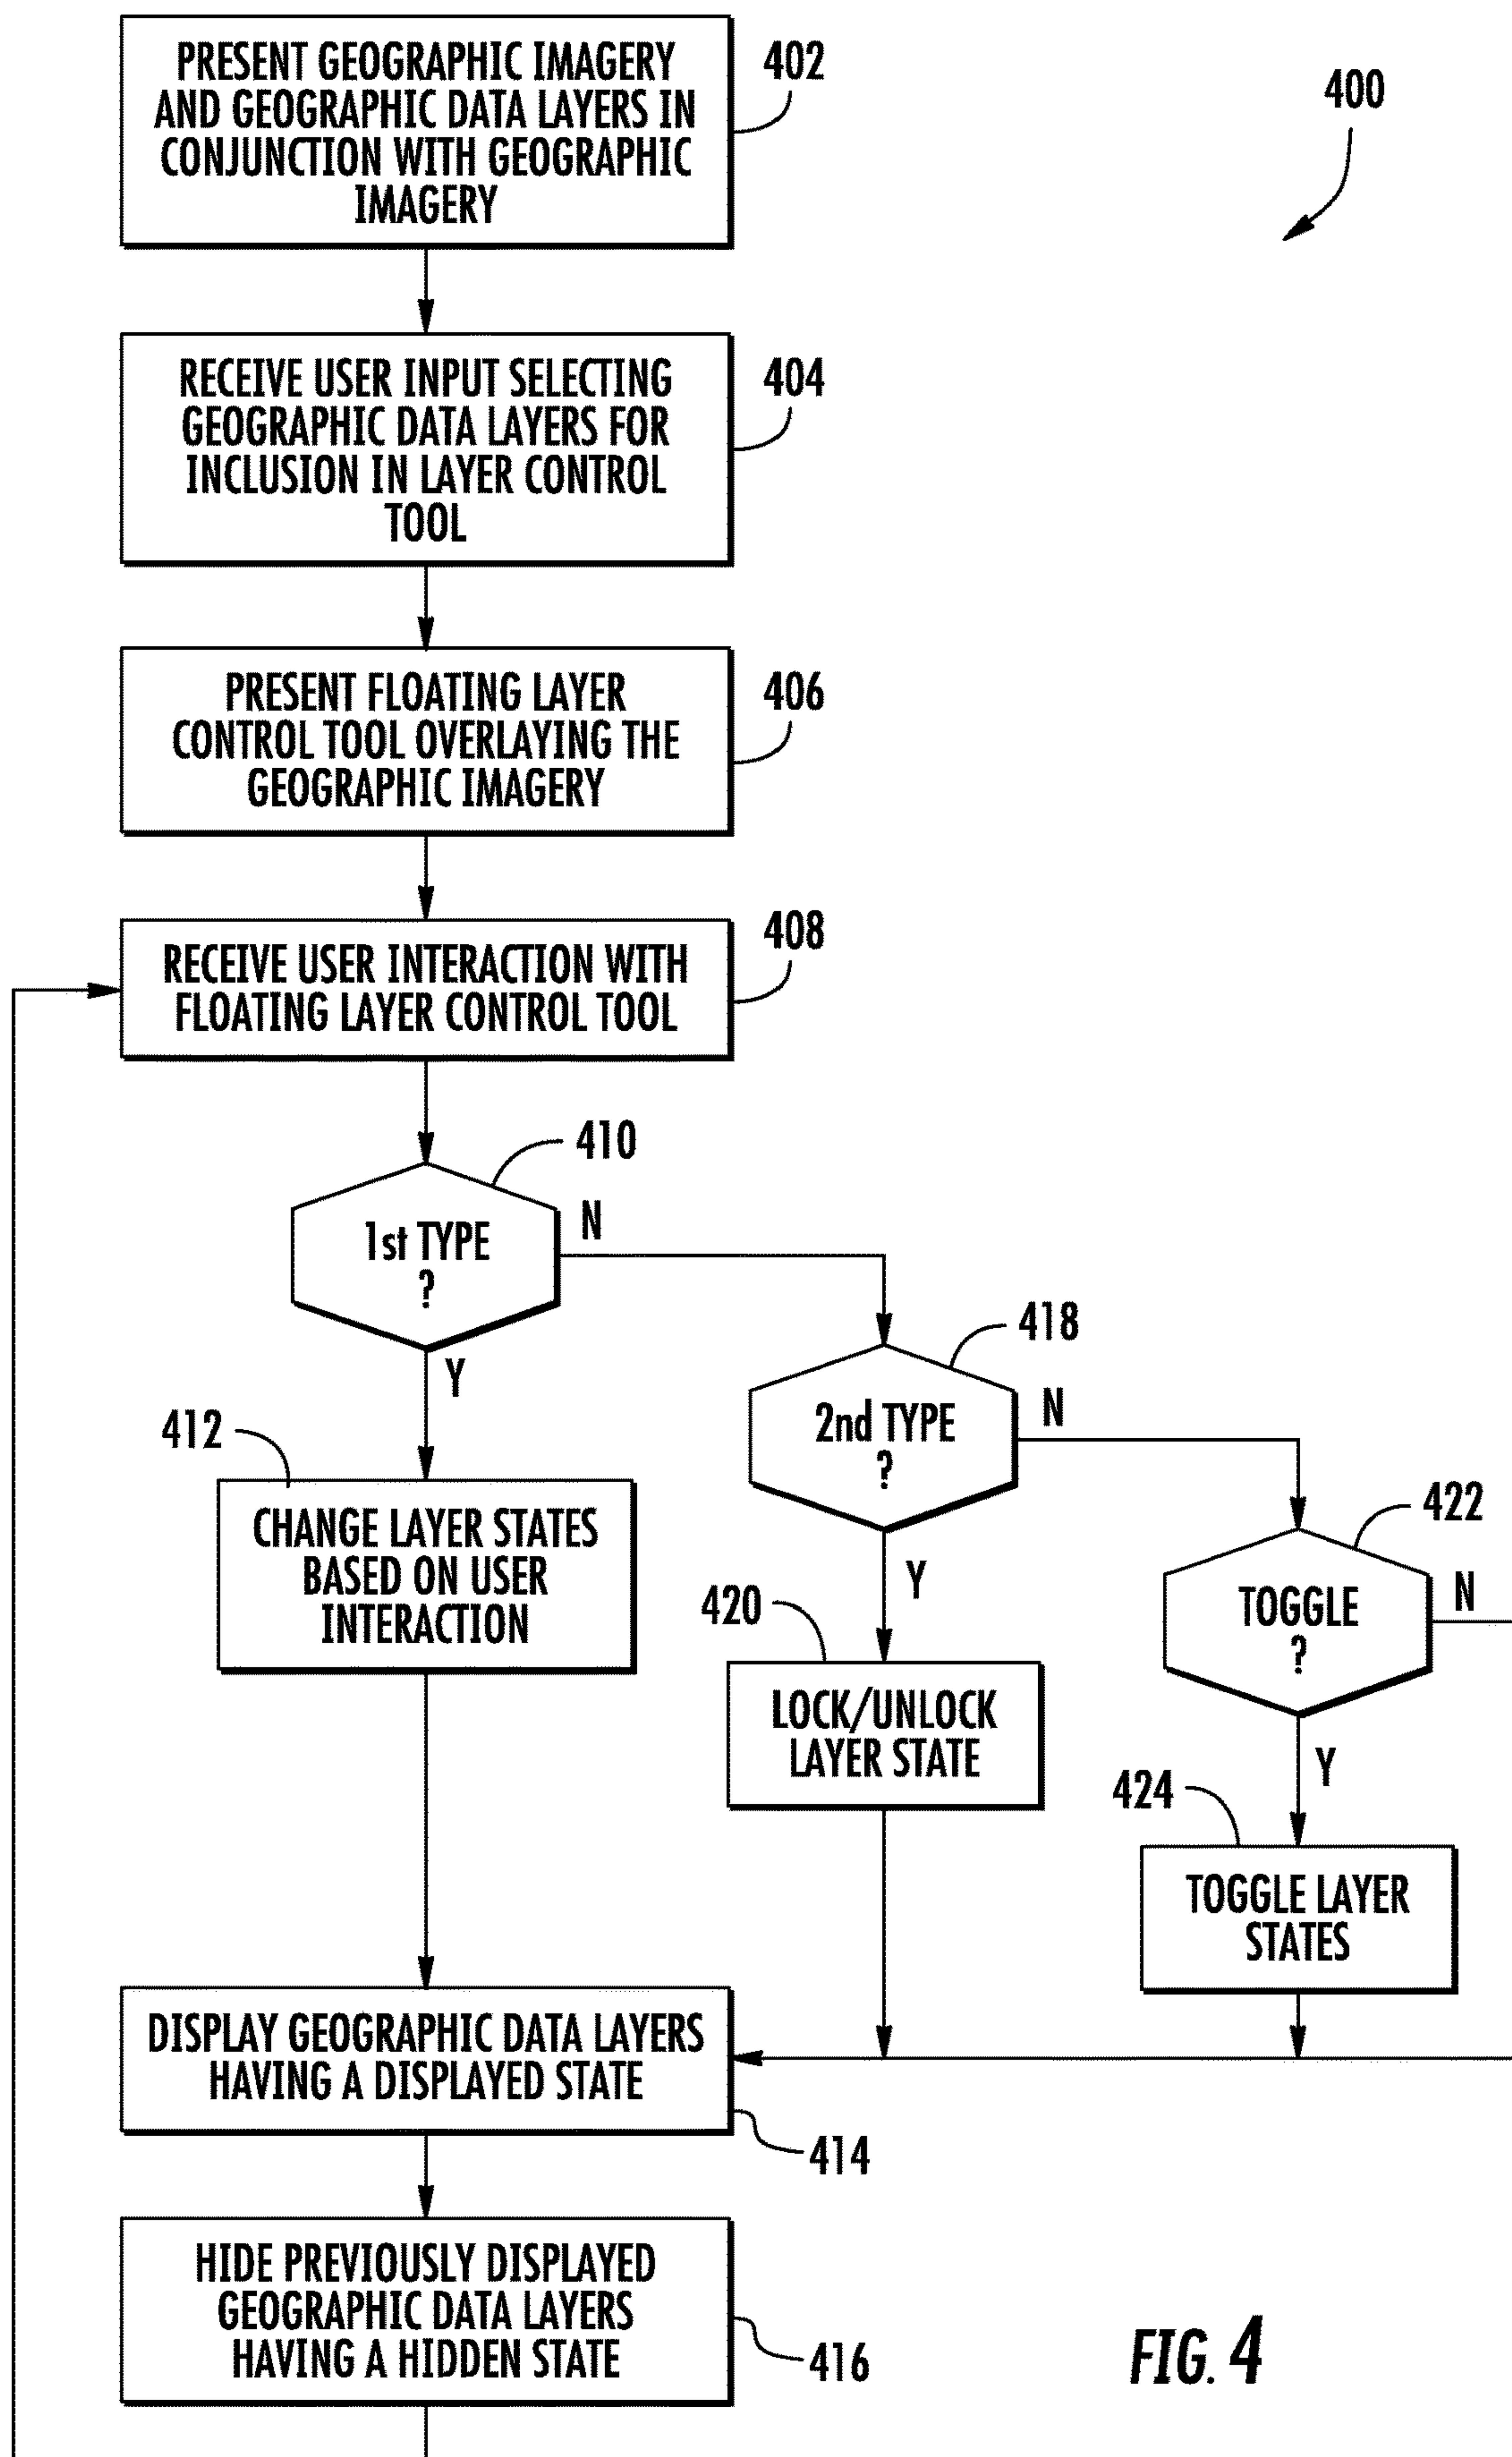 PRESENT GEOGRAPHIC IMAGERY
AND GEOGRAPHIC DATA LAYERS IN
CONJUNCTION WITH GEOGRAPHIC
IMAGERY
402
400
RECEIVE USER INPUT SELECTING
GEOGRAPHIC DATA LAYERS FOR
INCLUSION IN LAYER CONTROL
TOOL
404
PRESENT FLOATING LAYER
CONTROL TOOL OVERLAYING THE
GEOGRAPHIC IMAGERY
406
RECEIVE USER INTERACTION WITH
FLOATING LAYER CONTROL TOOL
408
410
1st TYPE
?
N
Y
418
2nd TYPE
?
N
Y
412
CHANGE LAYER STATES
BASED ON USER
INTERACTION
422
TOGGLE
?
N
Y
420
LOCK/UNLOCK
LAYER STATE
424
TOGGLE LAYER
STATES
DISPLAY GEOGRAPHIC DATA LAYERS
HAVING A DISPLAYED STATE
414
HIDE PREVIOUSLY DISPLAYED
GEOGRAPHIC DATA LAYERS
HAVING A HIDDEN STATE
416
FIG. 4